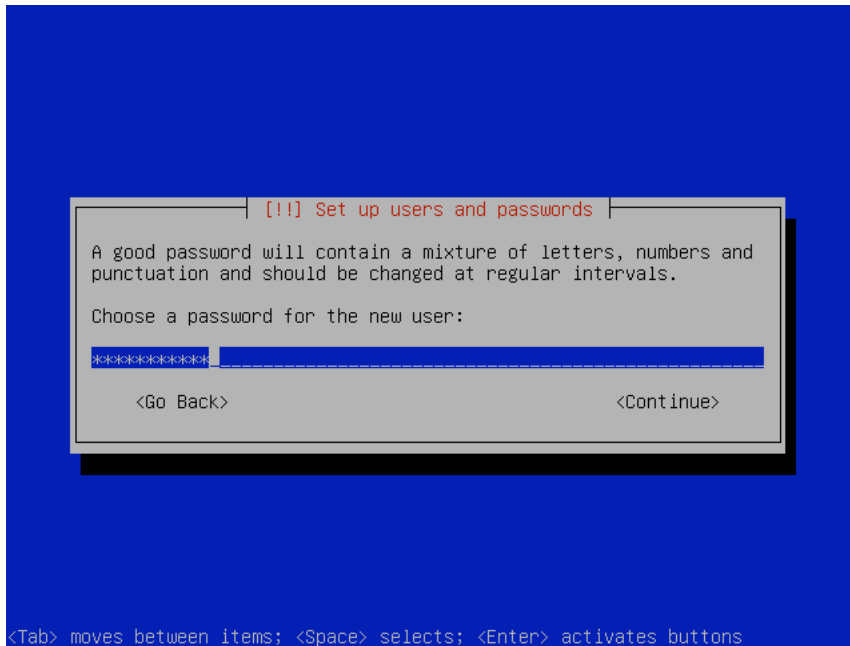 [!!] Set up users and passwords
A good password will contain a mixture of letters, numbers and
punctuation and should be changed at regular intervals.
Choose a password for the new user:
***********
<Go Back> <Continue>
<Tab> moves between items; <Space> selects; <Enter> activates buttons